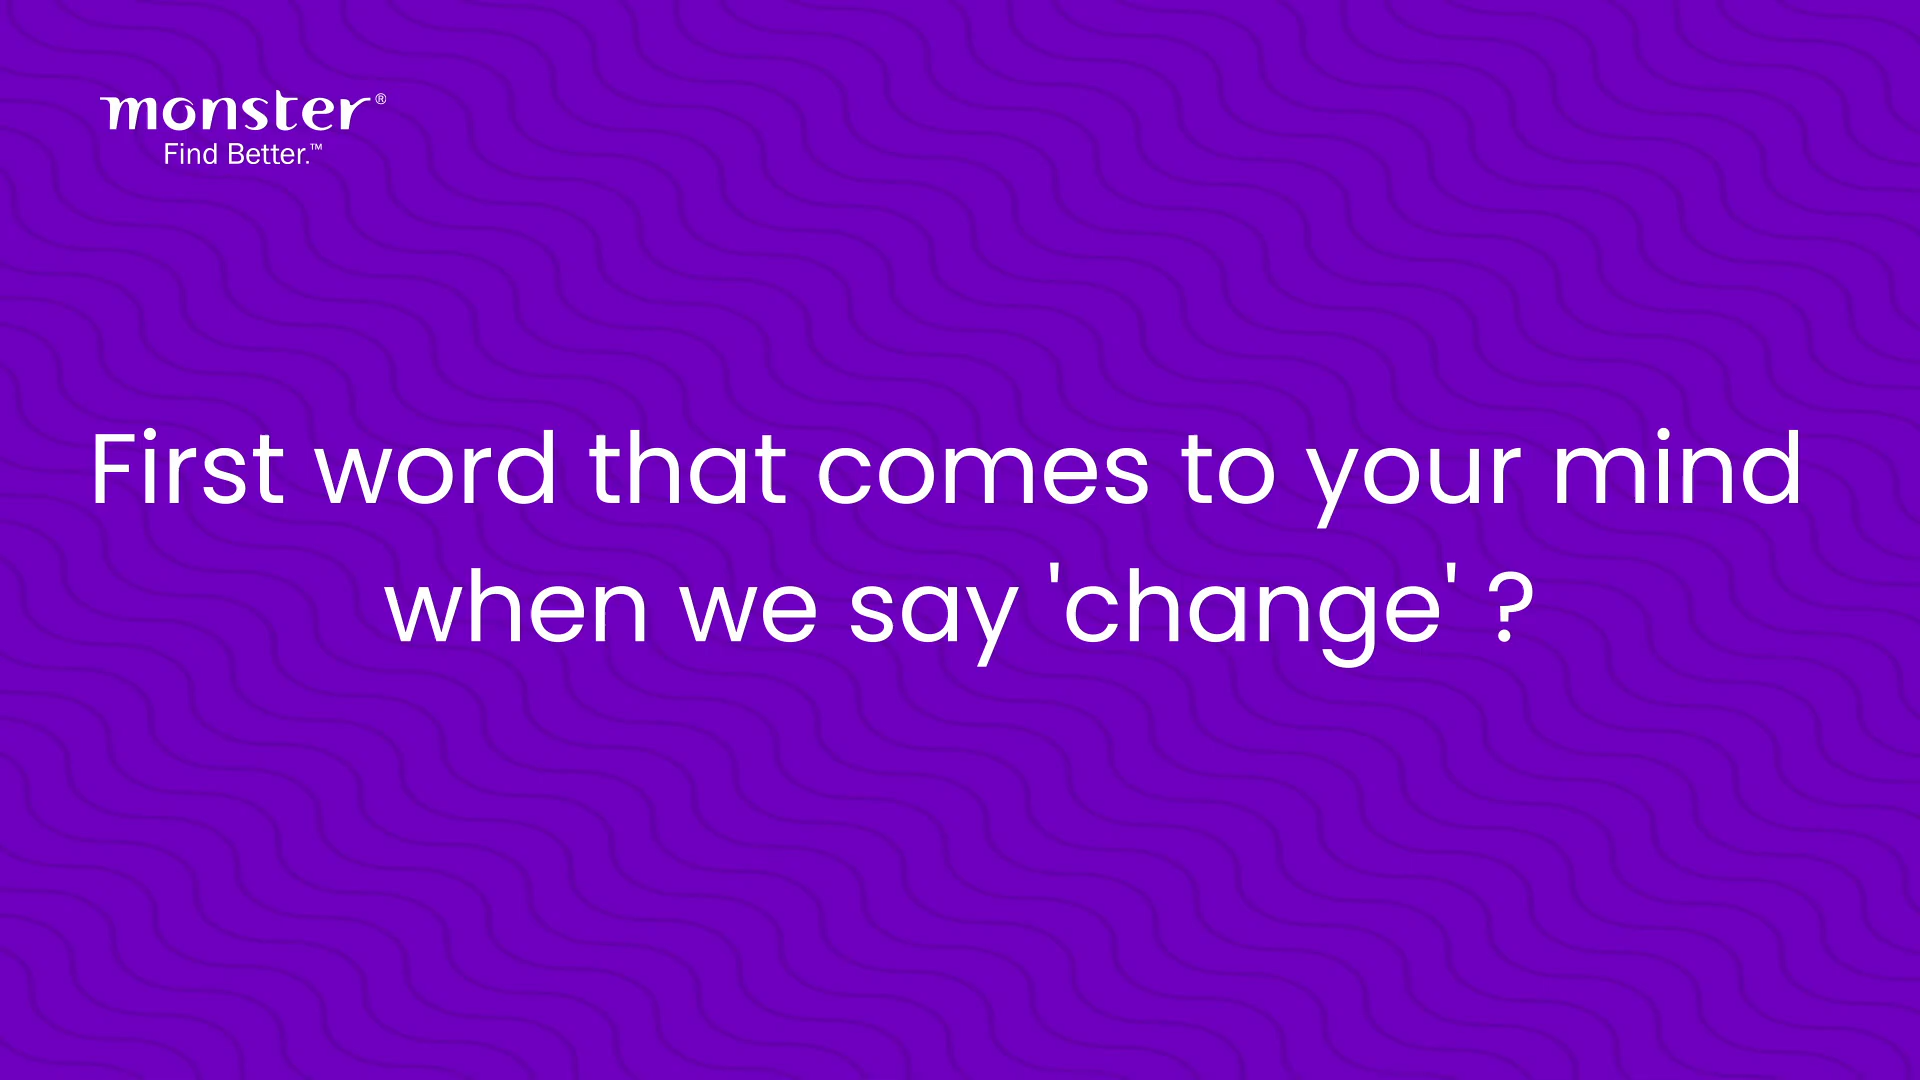 monster®
Find Better.™
First word that comes to your mind
when we say 'change' ?